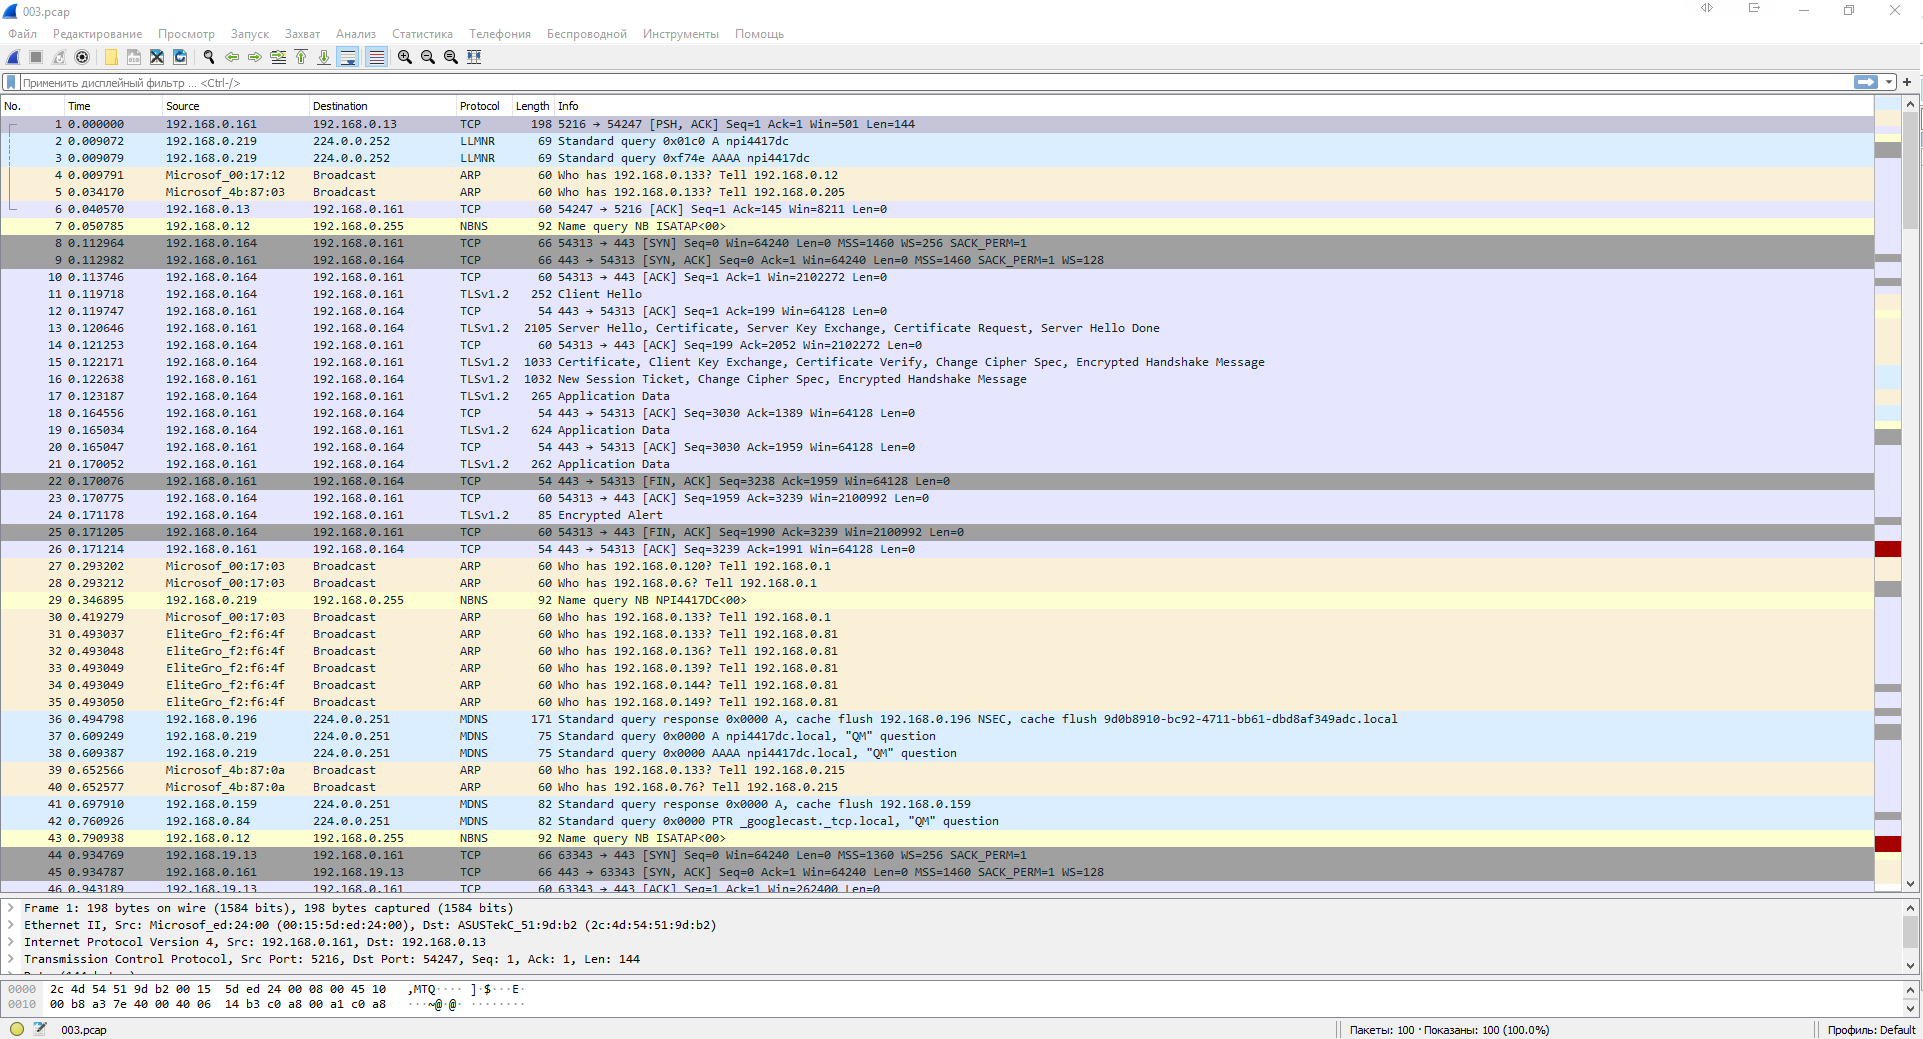 003.pcap
Файл Редактирование Просмотр Запуск Захват Анализ Статистика Телефония Беспроводной Инструменты Помощь
Применить дисплейный фильтр ... <Ctrl-/>
No. Time Source Destination Protocol Length Info
1 0.000000 192.168.0.161 192.168.0.13 TCP 198 5216 → 54247 [PSH, ACK] Seq=1 Ack=1 Win=501 Len=144
2 0.009072 192.168.0.219 224.0.0.252 LLMNR 69 Standard query 0x01c0 A npi4417dc
3 0.009079 192.168.0.219 224.0.0.252 LLMNR 69 Standard query 0xf74e AAAA npi4417dc
4 0.009791 Microsof_00:17:12 Broadcast ARP 60 Who has 192.168.0.133? Tell 192.168.0.12
5 0.034170 Microsof_4b:87:03 Broadcast ARP 60 Who has 192.168.0.133? Tell 192.168.0.205
6 0.040570 192.168.0.13 192.168.0.161 TCP 60 54247 → 5216 [ACK] Seq=1 Ack=145 Win=8211 Len=0
7 0.050785 192.168.0.12 192.168.0.255 NBNS 92 Name query NB ISATAP<00>
8 0.112964 192.168.0.164 192.168.0.161 TCP 66 54313 → 443 [SYN] Seq=0 Win=64240 Len=0 MSS=1460 WS=256 SACK_PERM=1
9 0.112982 192.168.0.161 192.168.0.164 TCP 66 443 → 54313 [SYN, ACK] Seq=0 Ack=1 Win=64240 Len=0 MSS=1460 SACK_PERM=1 WS=128
10 0.113746 192.168.0.164 192.168.0.161 TCP 60 54313 → 443 [ACK] Seq=1 Ack=1 Win=2102272 Len=0
11 0.119718 192.168.0.164 192.168.0.161 TLSv1.2 252 Client Hello
12 0.119747 192.168.0.161 192.168.0.164 TCP 54 443 → 54313 [ACK] Seq=1 Ack=199 Win=64128 Len=0
13 0.120646 192.168.0.161 192.168.0.164 TLSv1.2 2105 Server Hello, Certificate, Server Key Exchange, Certificate Request, Server Hello Done
14 0.121253 192.168.0.164 192.168.0.161 TCP 60 54313 → 443 [ACK] Seq=199 Ack=2052 Win=2102272 Len=0
15 0.122171 192.168.0.164 192.168.0.161 TLSv1.2 1033 Certificate, Client Key Exchange, Certificate Verify, Change Cipher Spec, Encrypted Handshake Message
16 0.122638 192.168.0.161 192.168.0.164 TLSv1.2 1032 New Session Ticket, Change Cipher Spec, Encrypted Handshake Message
17 0.123187 192.168.0.164 192.168.0.161 TLSv1.2 265 Application Data
18 0.164556 192.168.0.161 192.168.0.164 TCP 54 443 → 54313 [ACK] Seq=3030 Ack=1389 Win=64128 Len=0
19 0.165034 192.168.0.164 192.168.0.161 TLSv1.2 624 Application Data
20 0.165047 192.168.0.161 192.168.0.164 TCP 54 443 → 54313 [ACK] Seq=3030 Ack=1959 Win=64128 Len=0
21 0.170052 192.168.0.161 192.168.0.164 TLSv1.2 262 Application Data
22 0.170076 192.168.0.161 192.168.0.164 TCP 54 443 → 54313 [FIN, ACK] Seq=3238 Ack=1959 Win=64128 Len=0
23 0.170775 192.168.0.164 192.168.0.161 TCP 60 54313 → 443 [ACK] Seq=1959 Ack=3239 Win=2100992 Len=0
24 0.171178 192.168.0.164 192.168.0.161 TLSv1.2 85 Encrypted Alert
25 0.171205 192.168.0.164 192.168.0.161 TCP 60 54313 → 443 [FIN, ACK] Seq=1990 Ack=3239 Win=2100992 Len=0
26 0.171214 192.168.0.161 192.168.0.164 TCP 54 443 → 54313 [ACK] Seq=3239 Ack=1991 Win=64128 Len=0
27 0.293202 Microsof_00:17:03 Broadcast ARP 60 Who has 192.168.0.120? Tell 192.168.0.1
28 0.293212 Microsof_00:17:03 Broadcast ARP 60 Who has 192.168.0.6? Tell 192.168.0.1
29 0.346895 192.168.0.219 192.168.0.255 NBNS 92 Name query NB NPI4417DC<00>
30 0.419279 Microsof_00:17:03 Broadcast ARP 60 Who has 192.168.0.133? Tell 192.168.0.1
31 0.493037 EliteGro_f2:f6:4f Broadcast ARP 60 Who has 192.168.0.133? Tell 192.168.0.81
32 0.493048 EliteGro_f2:f6:4f Broadcast ARP 60 Who has 192.168.0.136? Tell 192.168.0.81
33 0.493049 EliteGro_f2:f6:4f Broadcast ARP 60 Who has 192.168.0.139? Tell 192.168.0.81
34 0.493049 EliteGro_f2:f6:4f Broadcast ARP 60 Who has 192.168.0.144? Tell 192.168.0.81
35 0.493050 EliteGro_f2:f6:4f Broadcast ARP 60 Who has 192.168.0.149? Tell 192.168.0.81
36 0.494798 192.168.0.196 224.0.0.251 MDNS 171 Standard query response 0x0000 A, cache flush 192.168.0.196 NSEC, cache flush 9d0b8910-bc92-4711-bb61-dbd8af349adc.local
37 0.609249 192.168.0.219 224.0.0.251 MDNS 75 Standard query 0x0000 A npi4417dc.local, "QM" question
38 0.609387 192.168.0.219 224.0.0.251 MDNS 75 Standard query 0x0000 AAAA npi4417dc.local, "QM" question
39 0.652566 Microsof_4b:87:0a Broadcast ARP 60 Who has 192.168.0.133? Tell 192.168.0.215
40 0.652577 Microsof_4b:87:0a Broadcast ARP 60 Who has 192.168.0.76? Tell 192.168.0.215
41 0.697910 192.168.0.159 224.0.0.251 MDNS 82 Standard query response 0x0000 A, cache flush 192.168.0.159
42 0.760926 192.168.0.84 224.0.0.251 MDNS 82 Standard query 0x0000 PTR _googlecast._tcp.local, "QM" question
43 0.790938 192.168.0.12 192.168.0.255 NBNS 92 Name query NB ISATAP<00>
44 0.934769 192.168.19.13 192.168.0.161 TCP 66 63343 → 443 [SYN] Seq=0 Win=64240 Len=0 MSS=1360 WS=256 SACK_PERM=1
45 0.934787 192.168.0.161 192.168.19.13 TCP 66 443 → 63343 [SYN, ACK] Seq=0 Ack=1 Win=64240 Len=0 MSS=1460 SACK_PERM=1 WS=128
46 0.943189 192.168.19.13 192.168.0.161 TCP 60 63343 → 443 [ACK] Seq=1 Ack=1 Win=262400 Len=0
Frame 1: 198 bytes on wire (1584 bits), 198 bytes captured (1584 bits)
Ethernet II, Src: Microsof_ed:24:00 (00:15:5d:ed:24:00), Dst: ASUSTekC_51:9d:b2 (2c:4d:54:51:9d:b2)
Internet Protocol Version 4, Src: 192.168.0.161, Dst: 192.168.0.13
Transmission Control Protocol, Src Port: 5216, Dst Port: 54247, Seq: 1, Ack: 1, Len: 144
0000 2c 4d 54 51 9d b2 00 15 5d ed 24 00 08 00 45 10 ,MTQ···· ]·$···E·
0010 00 b8 a3 7e 40 00 40 06 14 b3 c0 a8 00 a1 c0 a8 ···~@·@· ········
003.pcap Пакеты: 100 · Показаны: 100 (100.0%) Профиль: Default